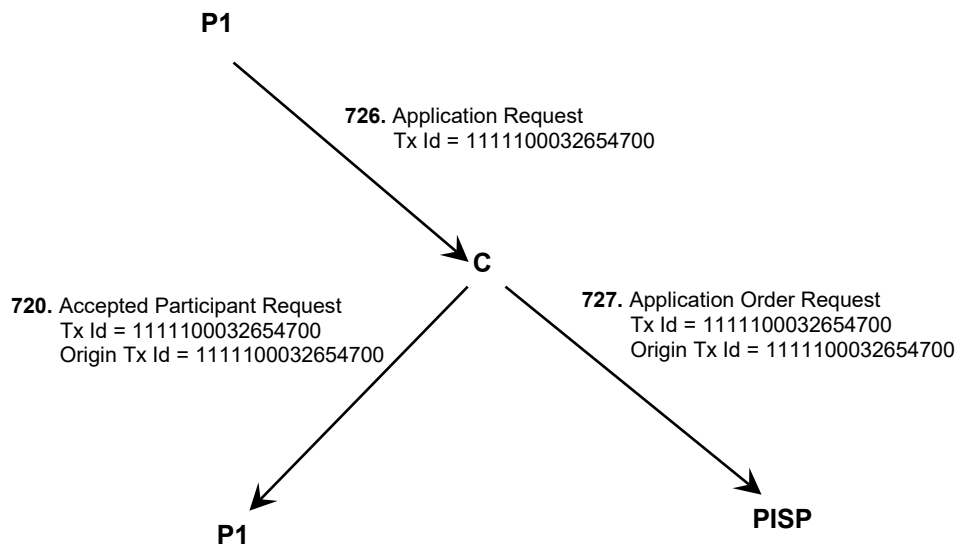 P1
726. Application Request
Tx Id = 1111100032654700
C
720. Accepted Participant Request
Tx Id = 1111100032654700
Origin Tx Id = 1111100032654700
727. Application Order Request
Tx Id = 1111100032654700
Origin Tx Id = 1111100032654700
P1
PISP